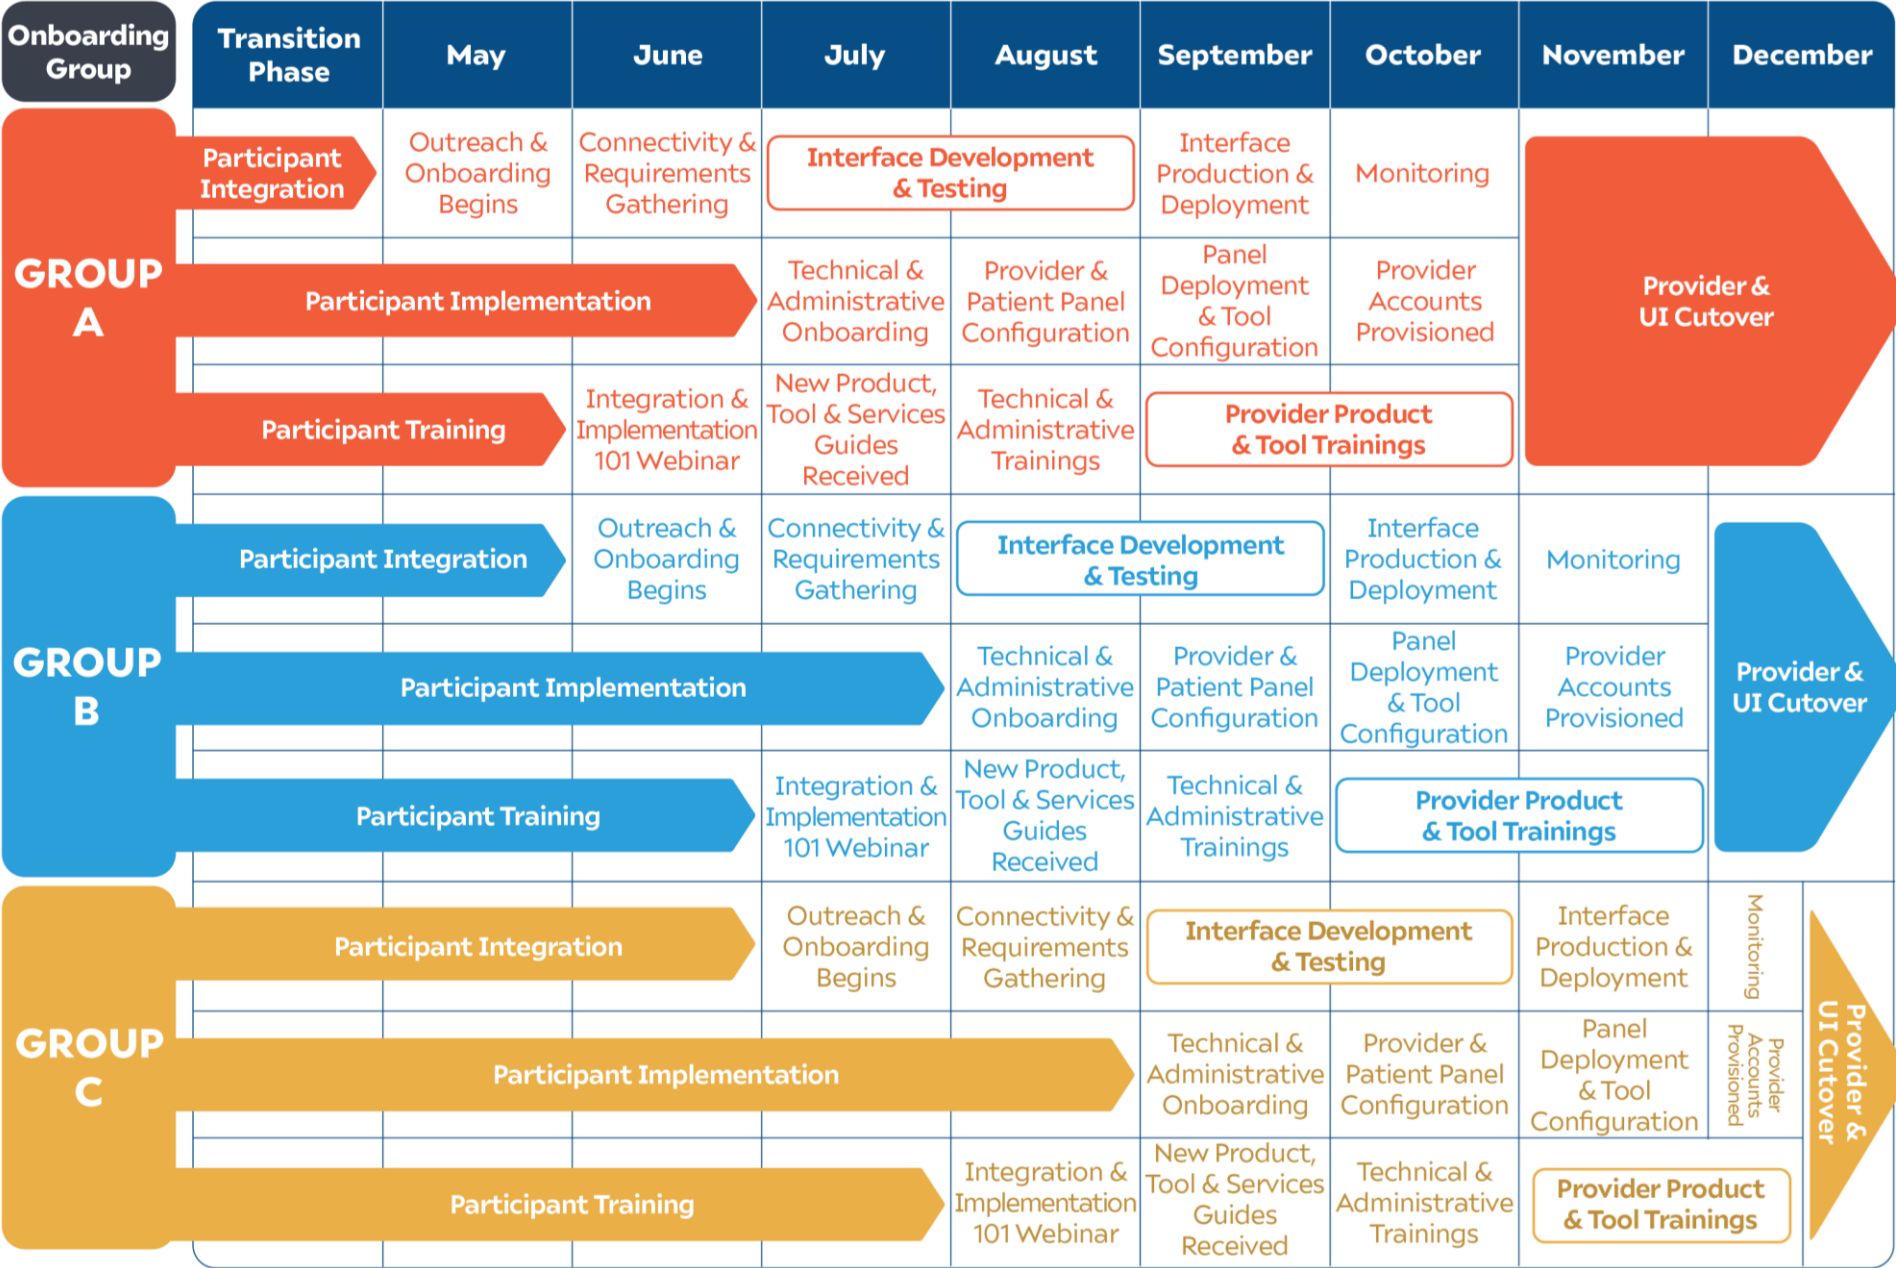 Onboarding
Group
Transition
Phase
May
June
July
August
September
October
November
December
GROUP
A
Participant
Integration
Outreach &
Onboarding
Begins
Connectivity &
Requirements
Gathering
Interface Development
& Testing
Interface
Production &
Deployment
Monitoring
Provider &
UI Cutover
Participant Implementation
Technical &
Administrative
Onboarding
Provider &
Patient Panel
Configuration
Panel
Deployment
& Tool
Configuration
Provider
Accounts
Provisioned
Participant Training
Integration &
Implementation
101 Webinar
New Product,
Tool & Services
Guides
Received
Technical &
Administrative
Trainings
Provider Product
& Tool Trainings
GROUP
B
Participant Integration
Outreach &
Onboarding
Begins
Connectivity &
Requirements
Gathering
Interface Development
& Testing
Interface
Production &
Deployment
Monitoring
Provider &
UI Cutover
Participant Implementation
Technical &
Administrative
Onboarding
Provider &
Patient Panel
Configuration
Panel
Deployment
& Tool
Configuration
Provider
Accounts
Provisioned
Participant Training
Integration &
Implementation
101 Webinar
New Product,
Tool & Services
Guides
Received
Technical &
Administrative
Trainings
Provider Product
& Tool Trainings
GROUP
C
Participant Integration
Outreach &
Onboarding
Begins
Connectivity &
Requirements
Gathering
Interface Development
& Testing
Interface
Production &
Deployment
Monitoring
Provider &
UI Cutover
Participant Implementation
Technical &
Administrative
Onboarding
Provider &
Patient Panel
Configuration
Panel
Deployment
& Tool
Configuration
Provider
Accounts
Provisioned
Participant Training
Integration &
Implementation
101 Webinar
New Product,
Tool & Services
Guides
Received
Technical &
Administrative
Trainings
Provider Product
& Tool Trainings